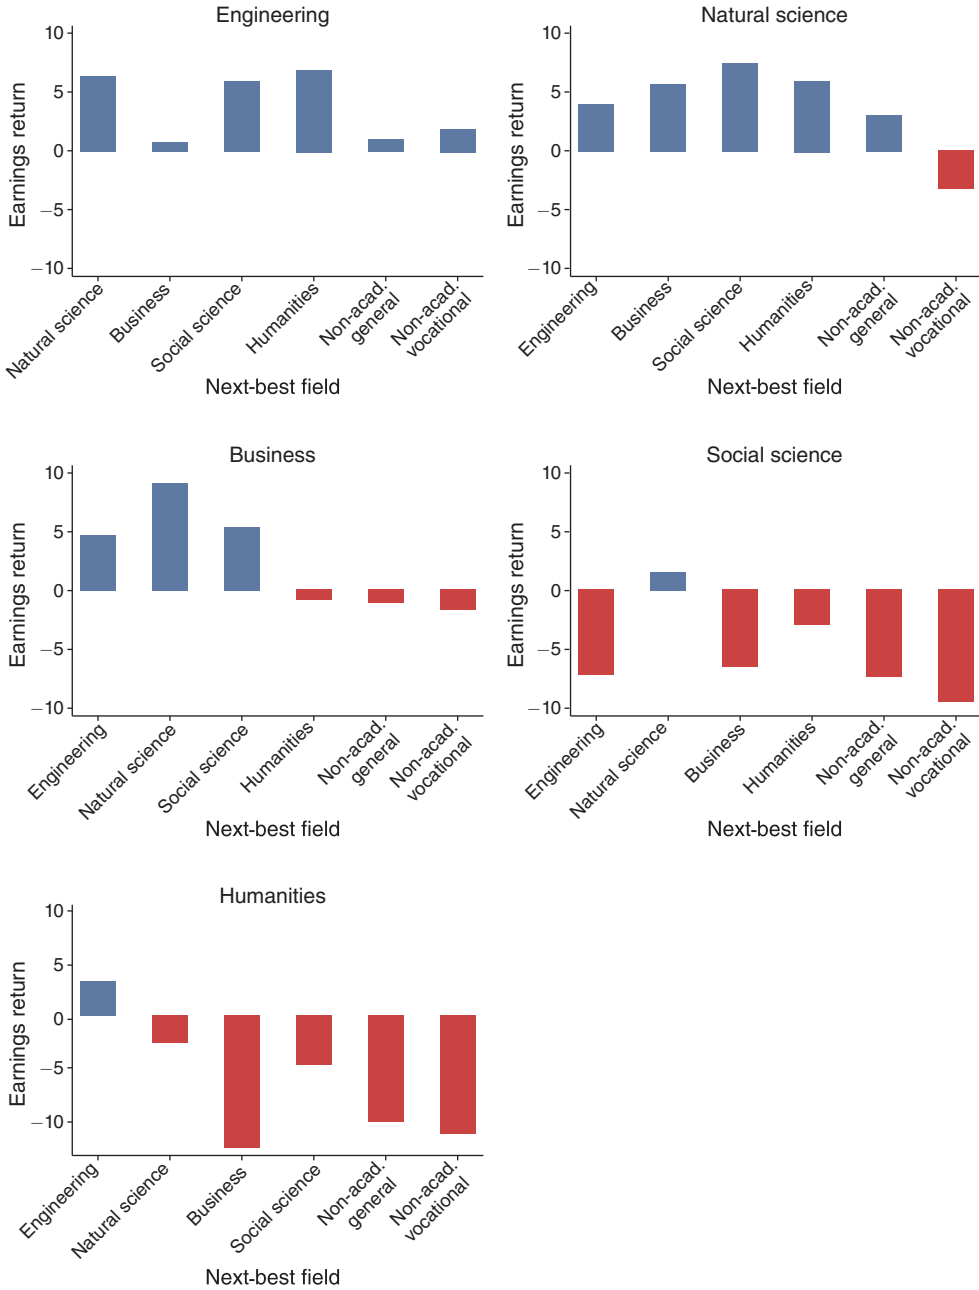 Engineering
10
5
0
−5
−10
Earnings return
Natural science
Business
Social science
Humanities
Non-acad.
general
Non-acad.
vocational
Next-best field
Natural science
10
5
0
−5
−10
Earnings return
Engineering
Business
Social science
Humanities
Non-acad.
general
Non-acad.
vocational
Next-best field
Business
10
5
0
−5
−10
Earnings return
Engineering
Natural science
Social science
Humanities
Non-acad.
general
Non-acad.
vocational
Next-best field
Social science
10
5
0
−5
−10
Earnings return
Engineering
Natural science
Business
Humanities
Non-acad.
general
Non-acad.
vocational
Next-best field
Humanities
10
5
0
−5
−10
Earnings return
Engineering
Natural science
Business
Social science
Non-acad.
general
Non-acad.
vocational
Next-best field